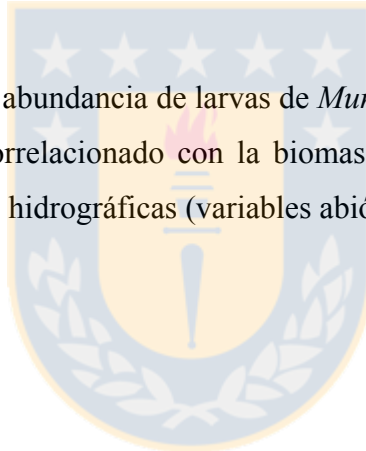 abundancia de larvas de Mun
rrelacionado con la biomas
hidrográficas (variables abió